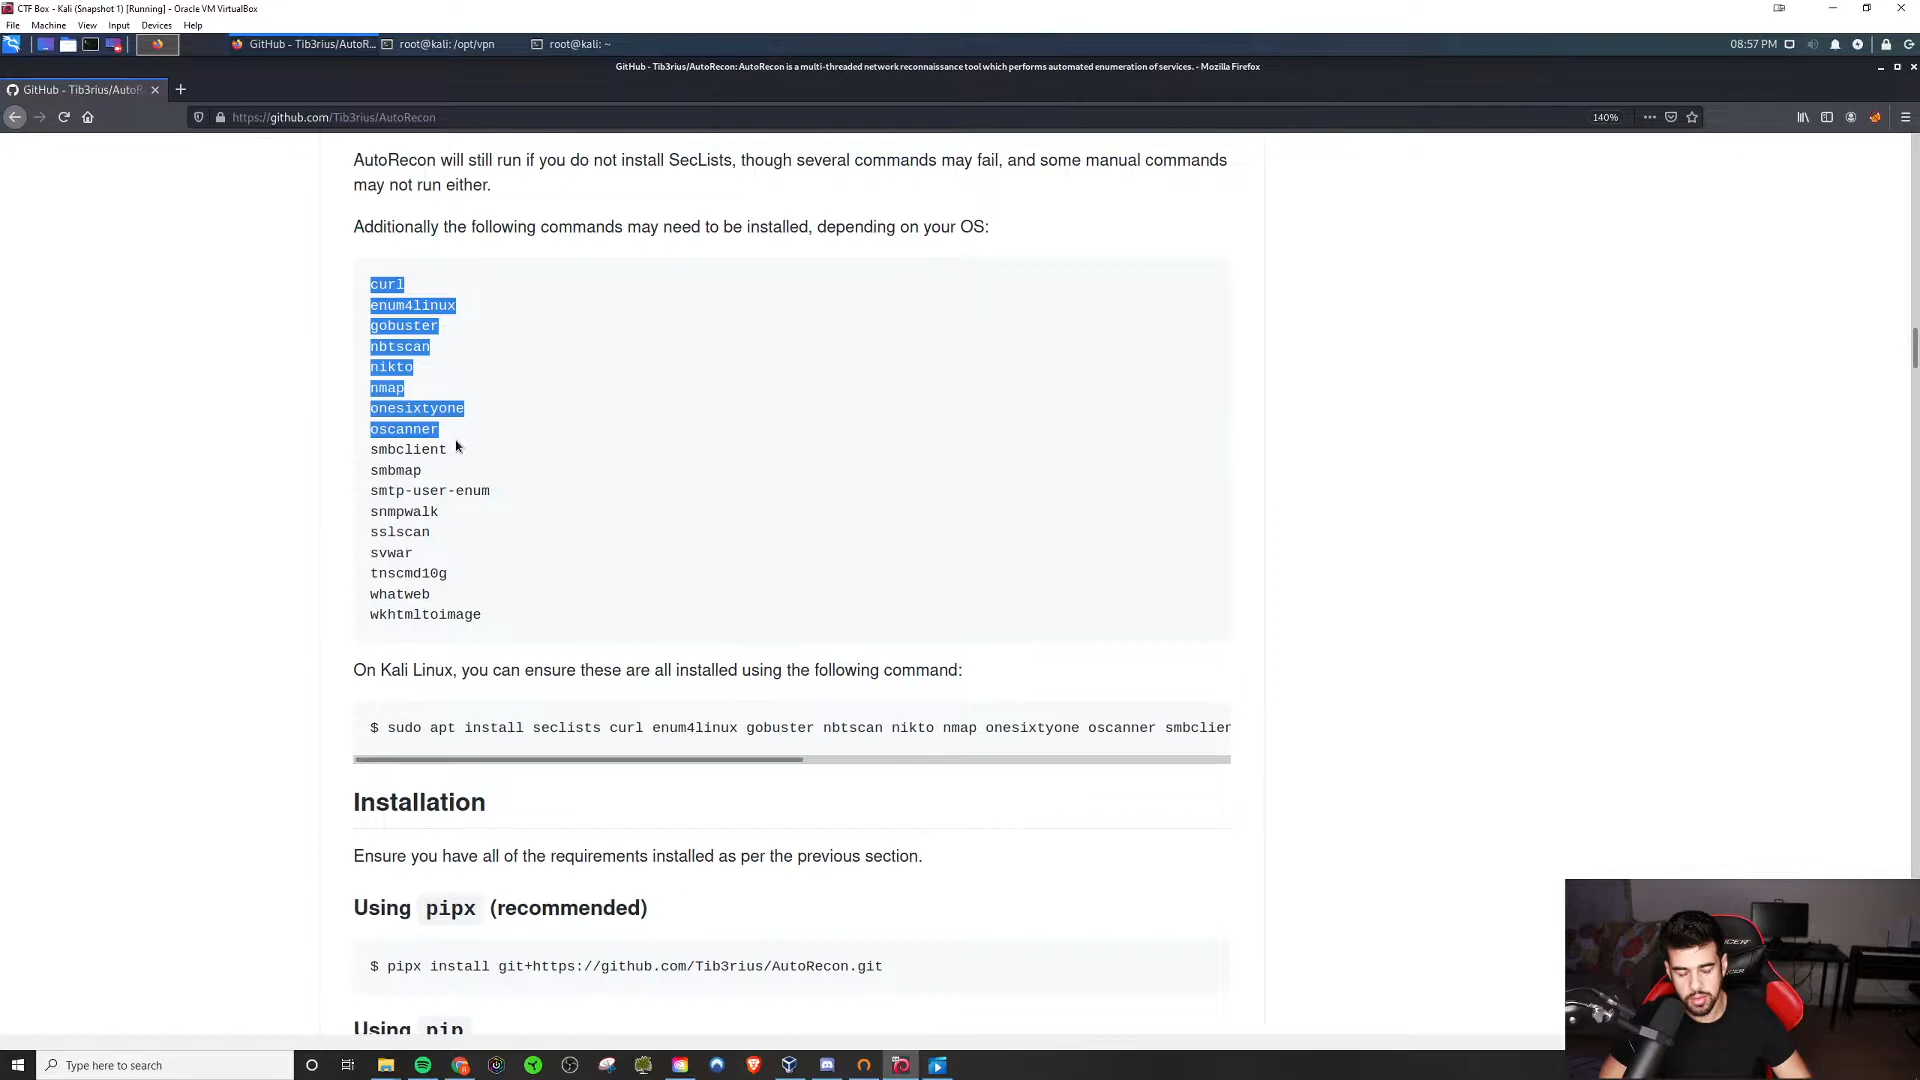 CTF Box - Kali (Snapshot 1) [Running] - Oracle VM VirtualBox
File Machine View Input Devices Help
GitHub - Tib3rius/AutoR... root@kali: /opt/vpn root@kali: ~ 08:57 PM
GitHub - Tib3rius/AutoRecon: AutoRecon is a multi-threaded network reconnaissance tool which performs automated enumeration of services. - Mozilla Firefox
GitHub - Tib3rius/AutoR
https://github.com/Tib3rius/AutoRecon 140%
AutoRecon will still run if you do not install SecLists, though several commands may fail, and some manual commands
may not run either.
Additionally the following commands may need to be installed, depending on your OS:
curl
enum4linux
gobuster
nbtscan
nikto
nmap
onesixtyone
oscanner
smbclient
smbmap
smtp-user-enum
snmpwalk
sslscan
svwar
tnscmd10g
whatweb
wkhtmltoimage
On Kali Linux, you can ensure these are all installed using the following command:
$ sudo apt install seclists curl enum4linux gobuster nbtscan nikto nmap onesixtyone oscanner smbclien
Installation
Ensure you have all of the requirements installed as per the previous section.
Using pipx (recommended)
$ pipx install git+https://github.com/Tib3rius/AutoRecon.git
Using pip
Type here to search